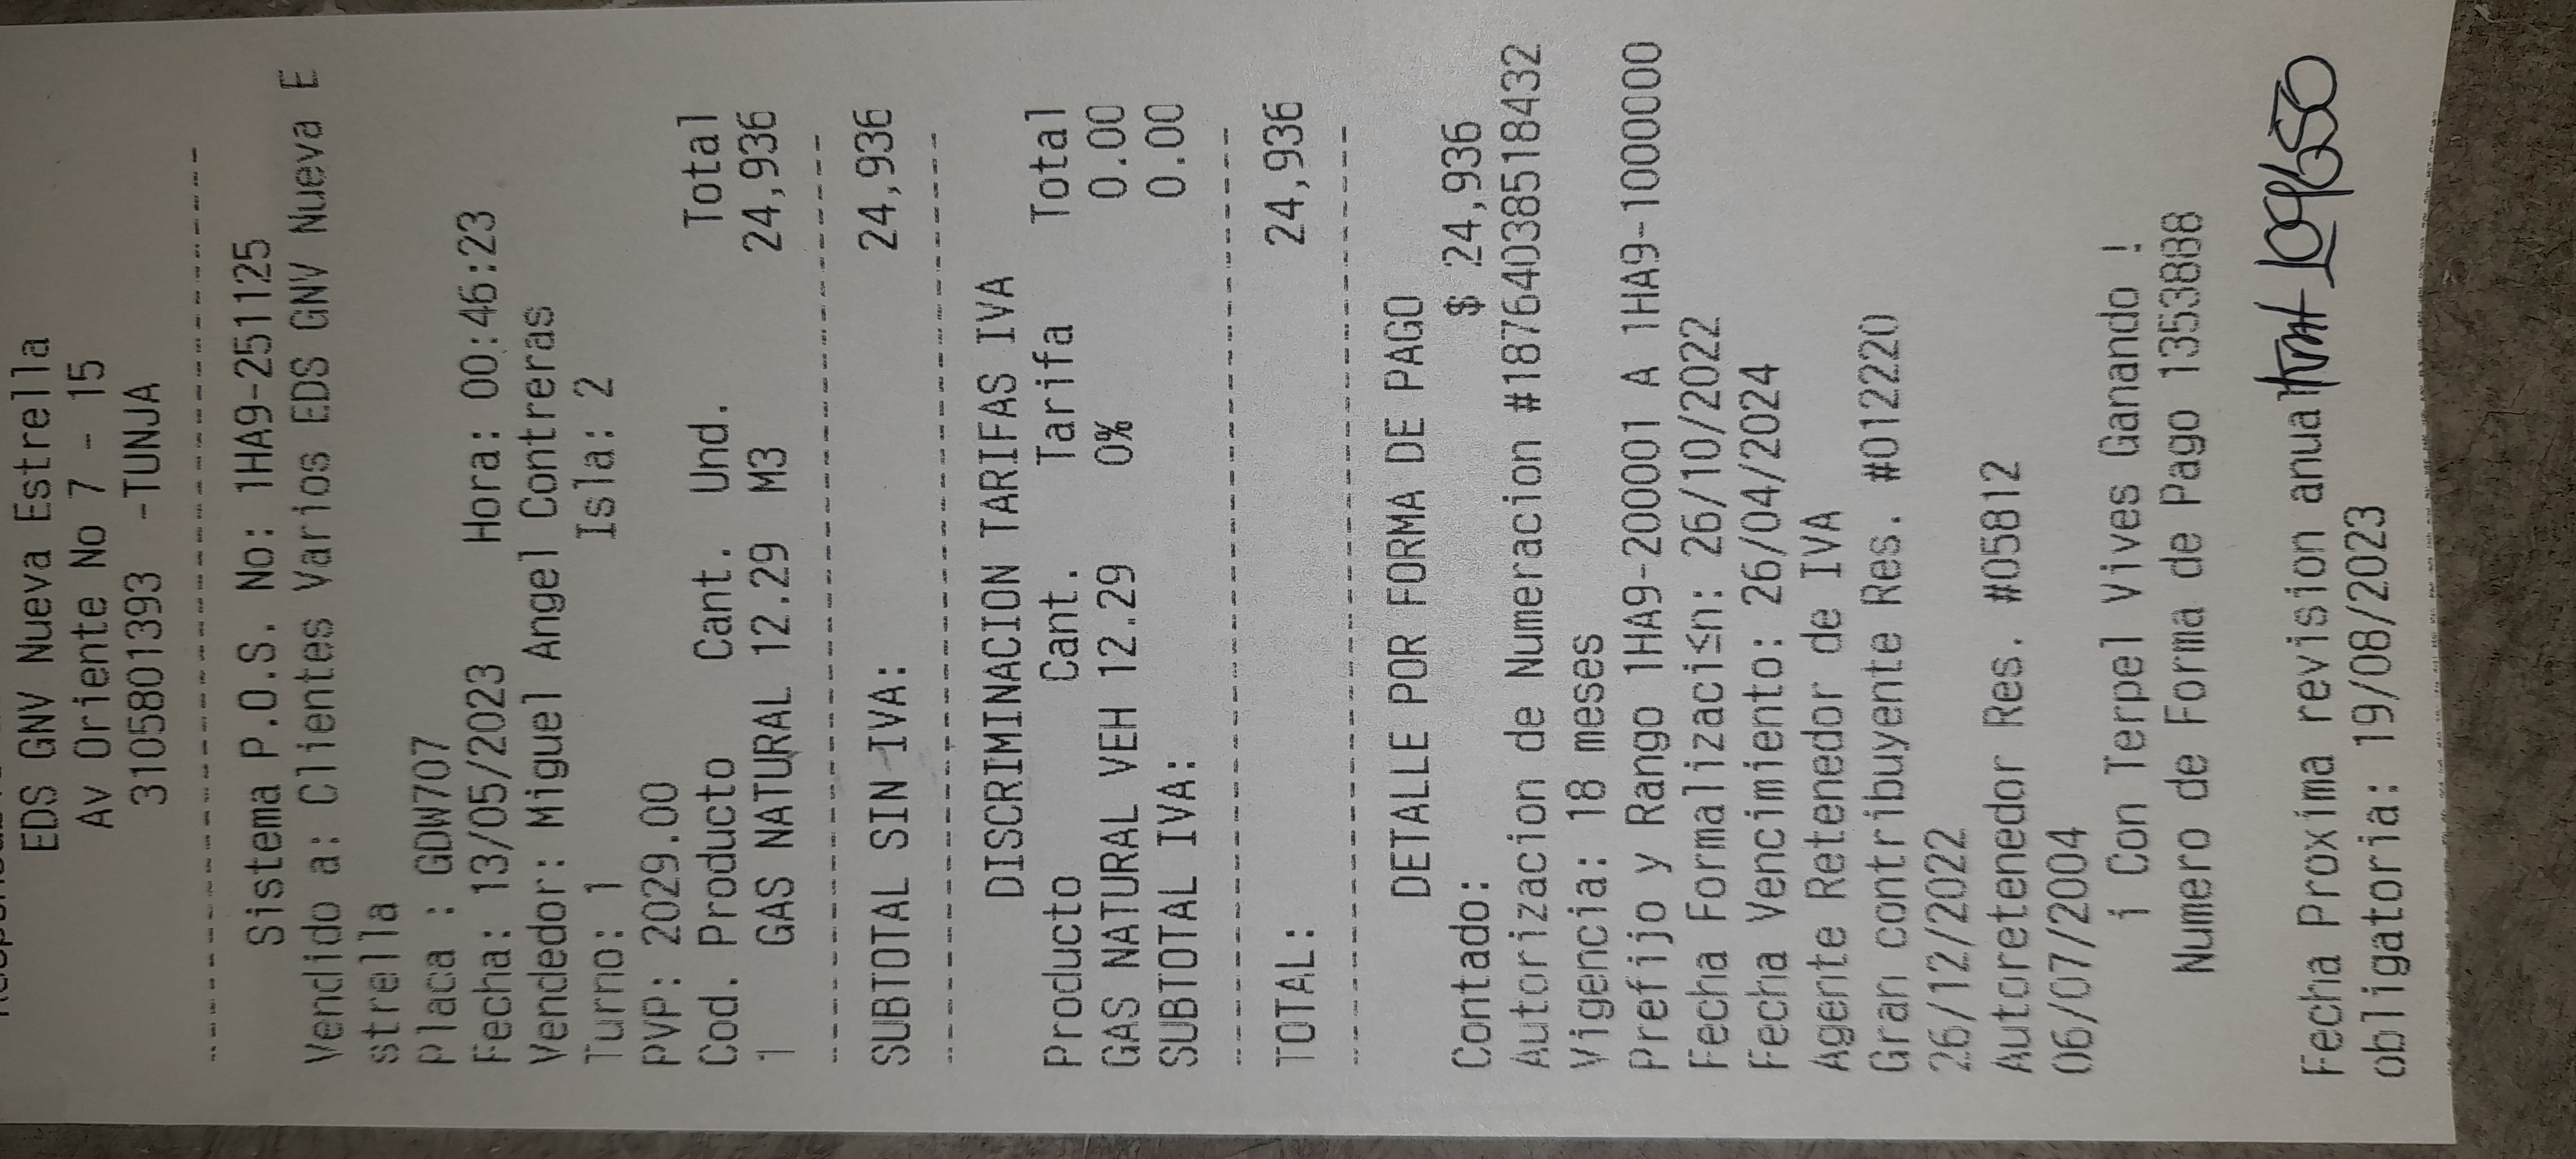 EDS GNV Nueva Estrella
Av Oriente No 7 - 15
3105801393 -TUNJA
Sistema P.O.S. No: 1HA9-251125
Vendido a: Clientes Varios EDS GNV Nueva E
strella
Placa : GDW707
Fecha: 13/05/2023 Hora: 00:46:23
Vendedor: Miguel Angel Contreras
Turno: 1 Isla: 2
PVP: 2029.00
Cod. Producto Cant. Und. Total
1 GAS NATURAL 12.29 M3 24,936
SUBTOTAL SIN IVA: 24,936
DISCRIMINACION TARIFAS IVA
Producto Cant. Tarifa Total
GAS NATURAL VEH 12.29 0% 0.00
SUBTOTAL IVA: 0.00
TOTAL: 24,936
DETALLE POR FORMA DE PAGO
Contado: $ 24,936
Autorizacion de Numeracion #18764038518432
Vigencia: 18 meses
Prefijo y Rango 1HA9-200001 A 1HA9-1000000
Fecha Formalizaci≤n: 26/10/2022
Fecha Vencimiento: 26/04/2024
Agente Retenedor de IVA
Gran contribuyente Res. #012220
26/12/2022
Autoretenedor Res. #05812
06/07/2004
¡ Con Terpel Vives Ganando !
Numero de Forma de Pago 1353888
Fecha Proxima revision anual
obligatoria: 19/08/2023
109650